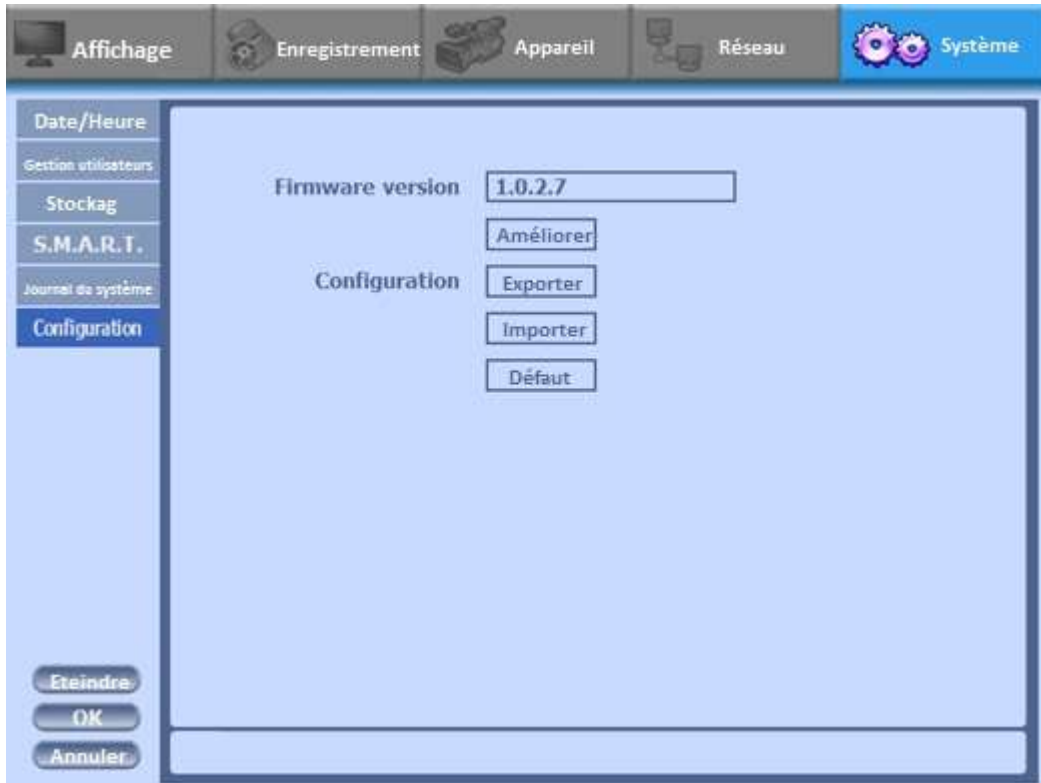 Affichage
Enregistrement
Appareil
Réseau
Système
Date/Heure
Gestion utilisateurs
Stockag
S.M.A.R.T.
Journal du système
Configuration
Firmware version
1.0.2.7
Améliorer
Configuration
Exporter
Importer
Défaut
Eteindre
OK
Annuler